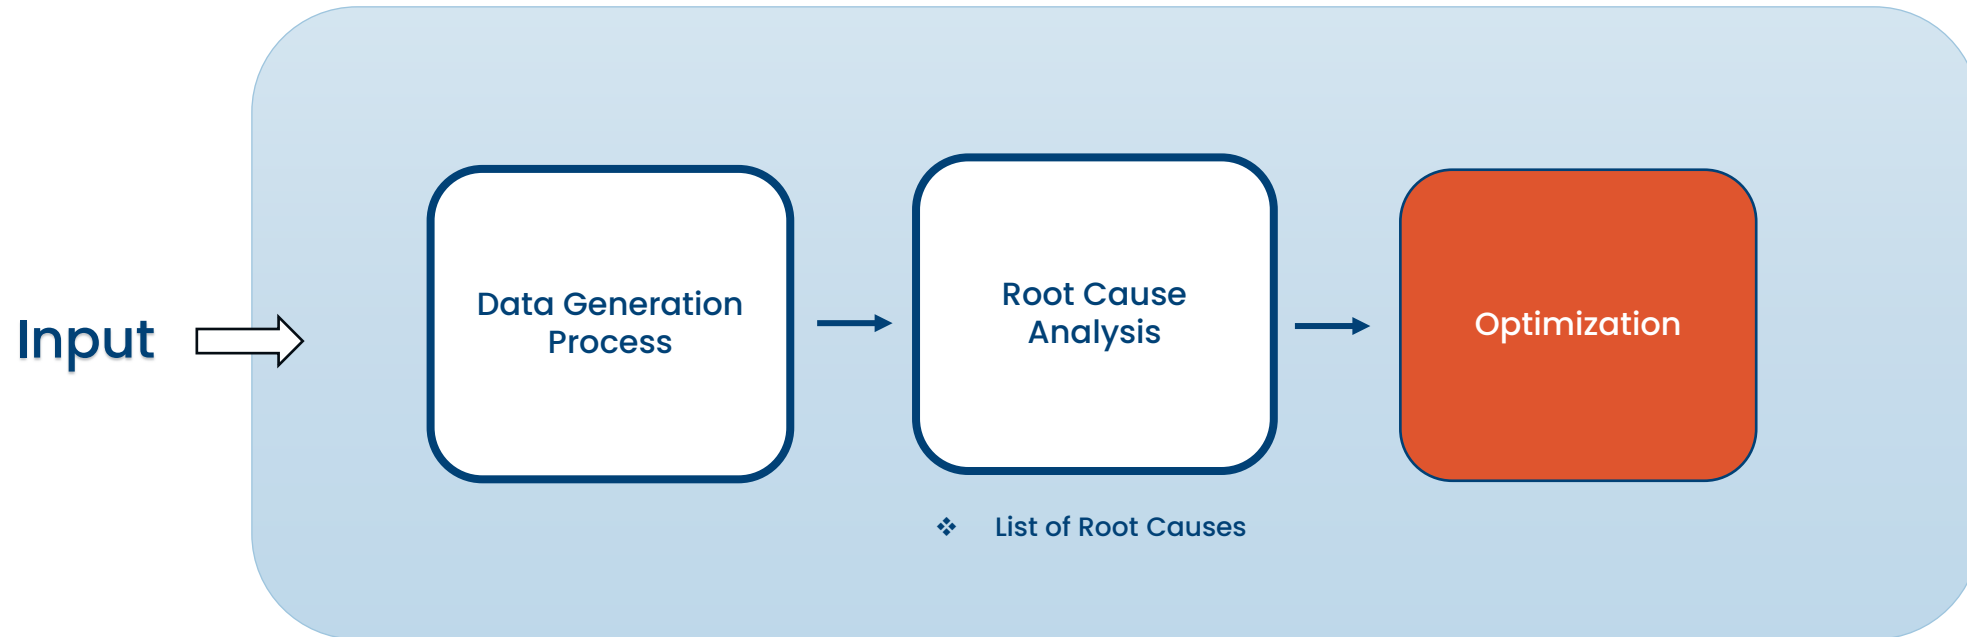 Input
Data Generation
Process
Root Cause
Analysis
Optimization
❖ List of Root Causes